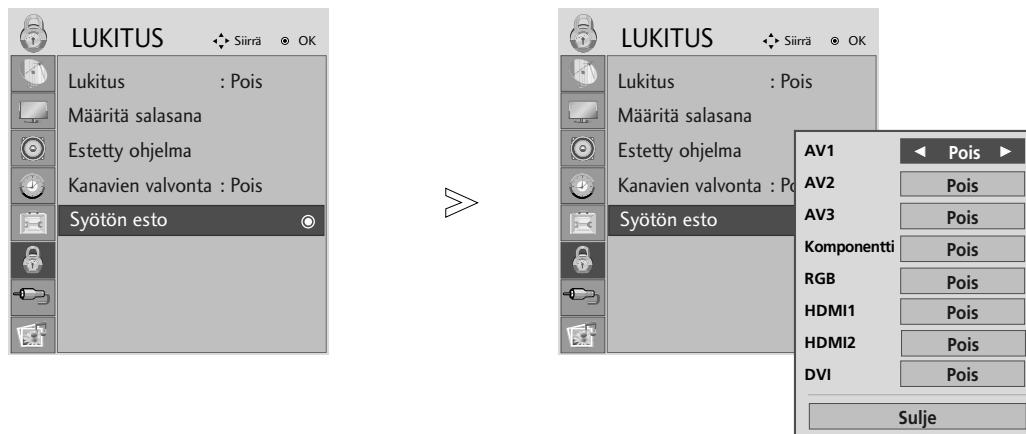 LUKITUS Siirrä OK
Lukitus : Pois
Määritä salasana
Estetty ohjelma
Kanavien valvonta : Pois
Syötön esto
LUKITUS Siirrä OK
Lukitus : Pois
Määritä salasana
Estetty ohjelma
Kanavien valvonta : Po
Syötön esto
AV1 ◄ Pois ►
AV2 Pois
AV3 Pois
Komponentti Pois
RGB Pois
HDMI1 Pois
HDMI2 Pois
DVI Pois
Sulje